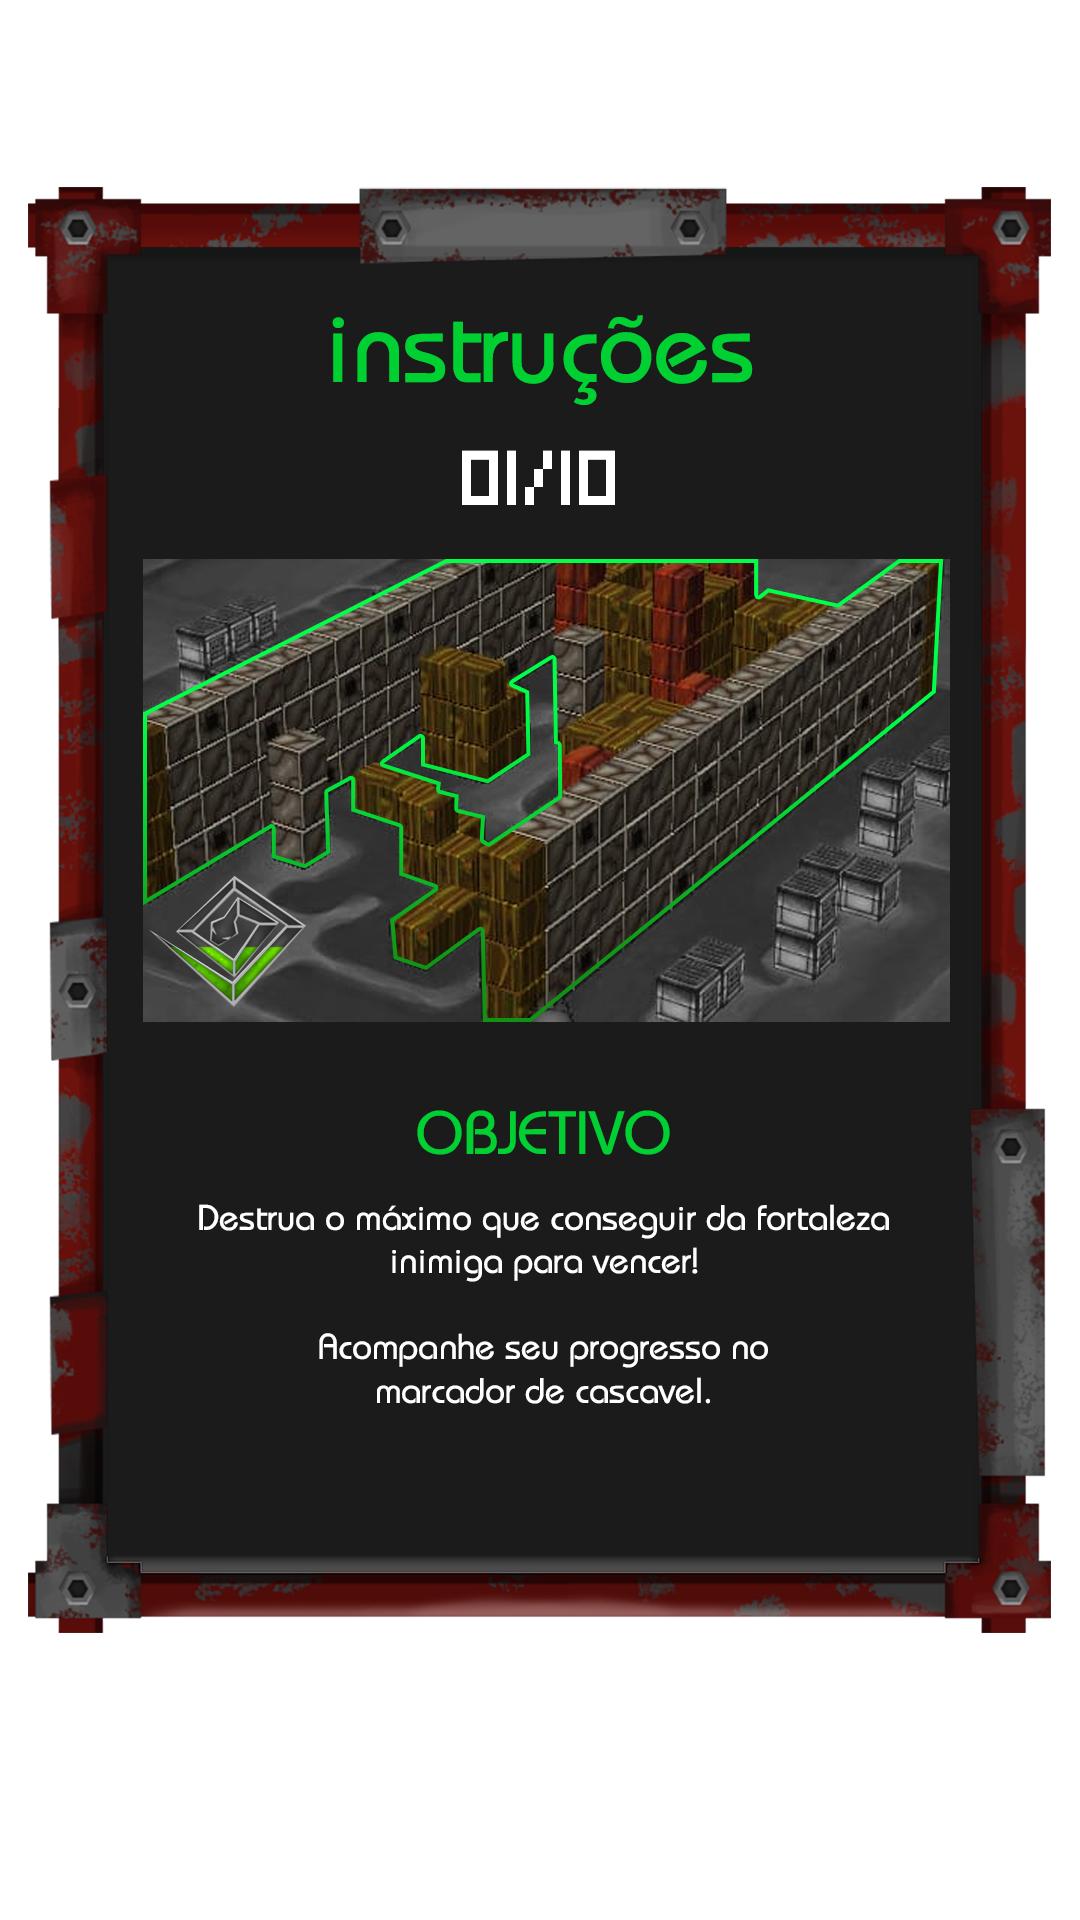 instruções
01/10
OBJETIVO
Destrua o máximo que conseguir da fortaleza
inimiga para vencer!
Acompanhe seu progresso no
marcador de cascavel.